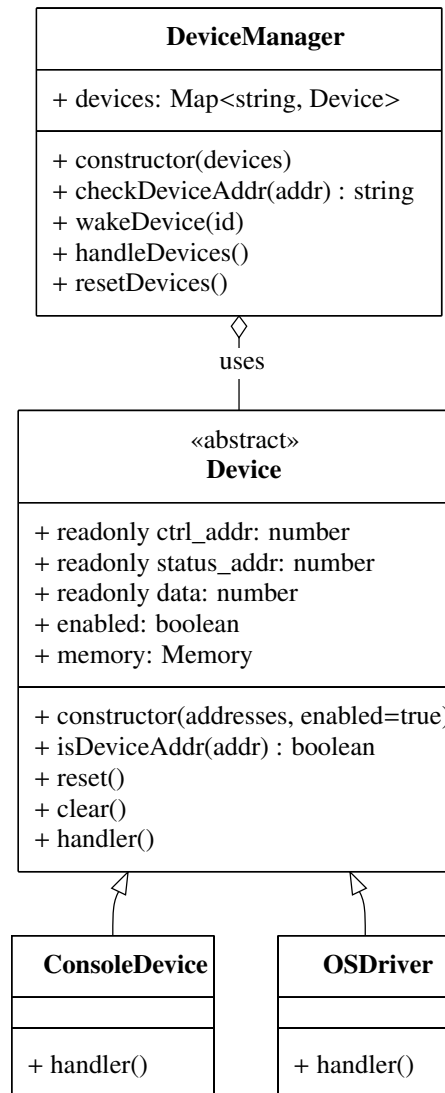 DeviceManager
+ devices: Map<string, Device>
+ constructor(devices)
+ checkDeviceAddr(addr) : string
+ wakeDevice(id)
+ handleDevices()
+ resetDevices()
uses
«abstract»
Device
+ readonly ctrl_addr: number
+ readonly status_addr: number
+ readonly data: number
+ enabled: boolean
+ memory: Memory
+ constructor(addresses, enabled=true)
+ isDeviceAddr(addr) : boolean
+ reset()
+ clear()
+ handler()
ConsoleDevice
+ handler()
OSDriver
+ handler()